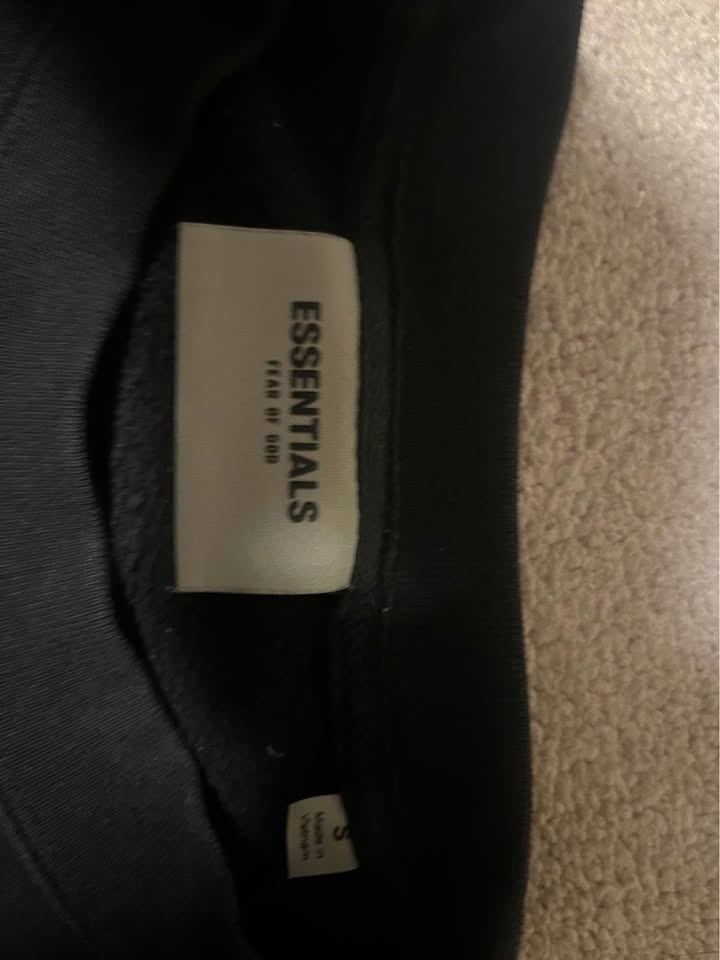 ESSENTIALS
FEAR OF GOD
S
Made in
Vietnam